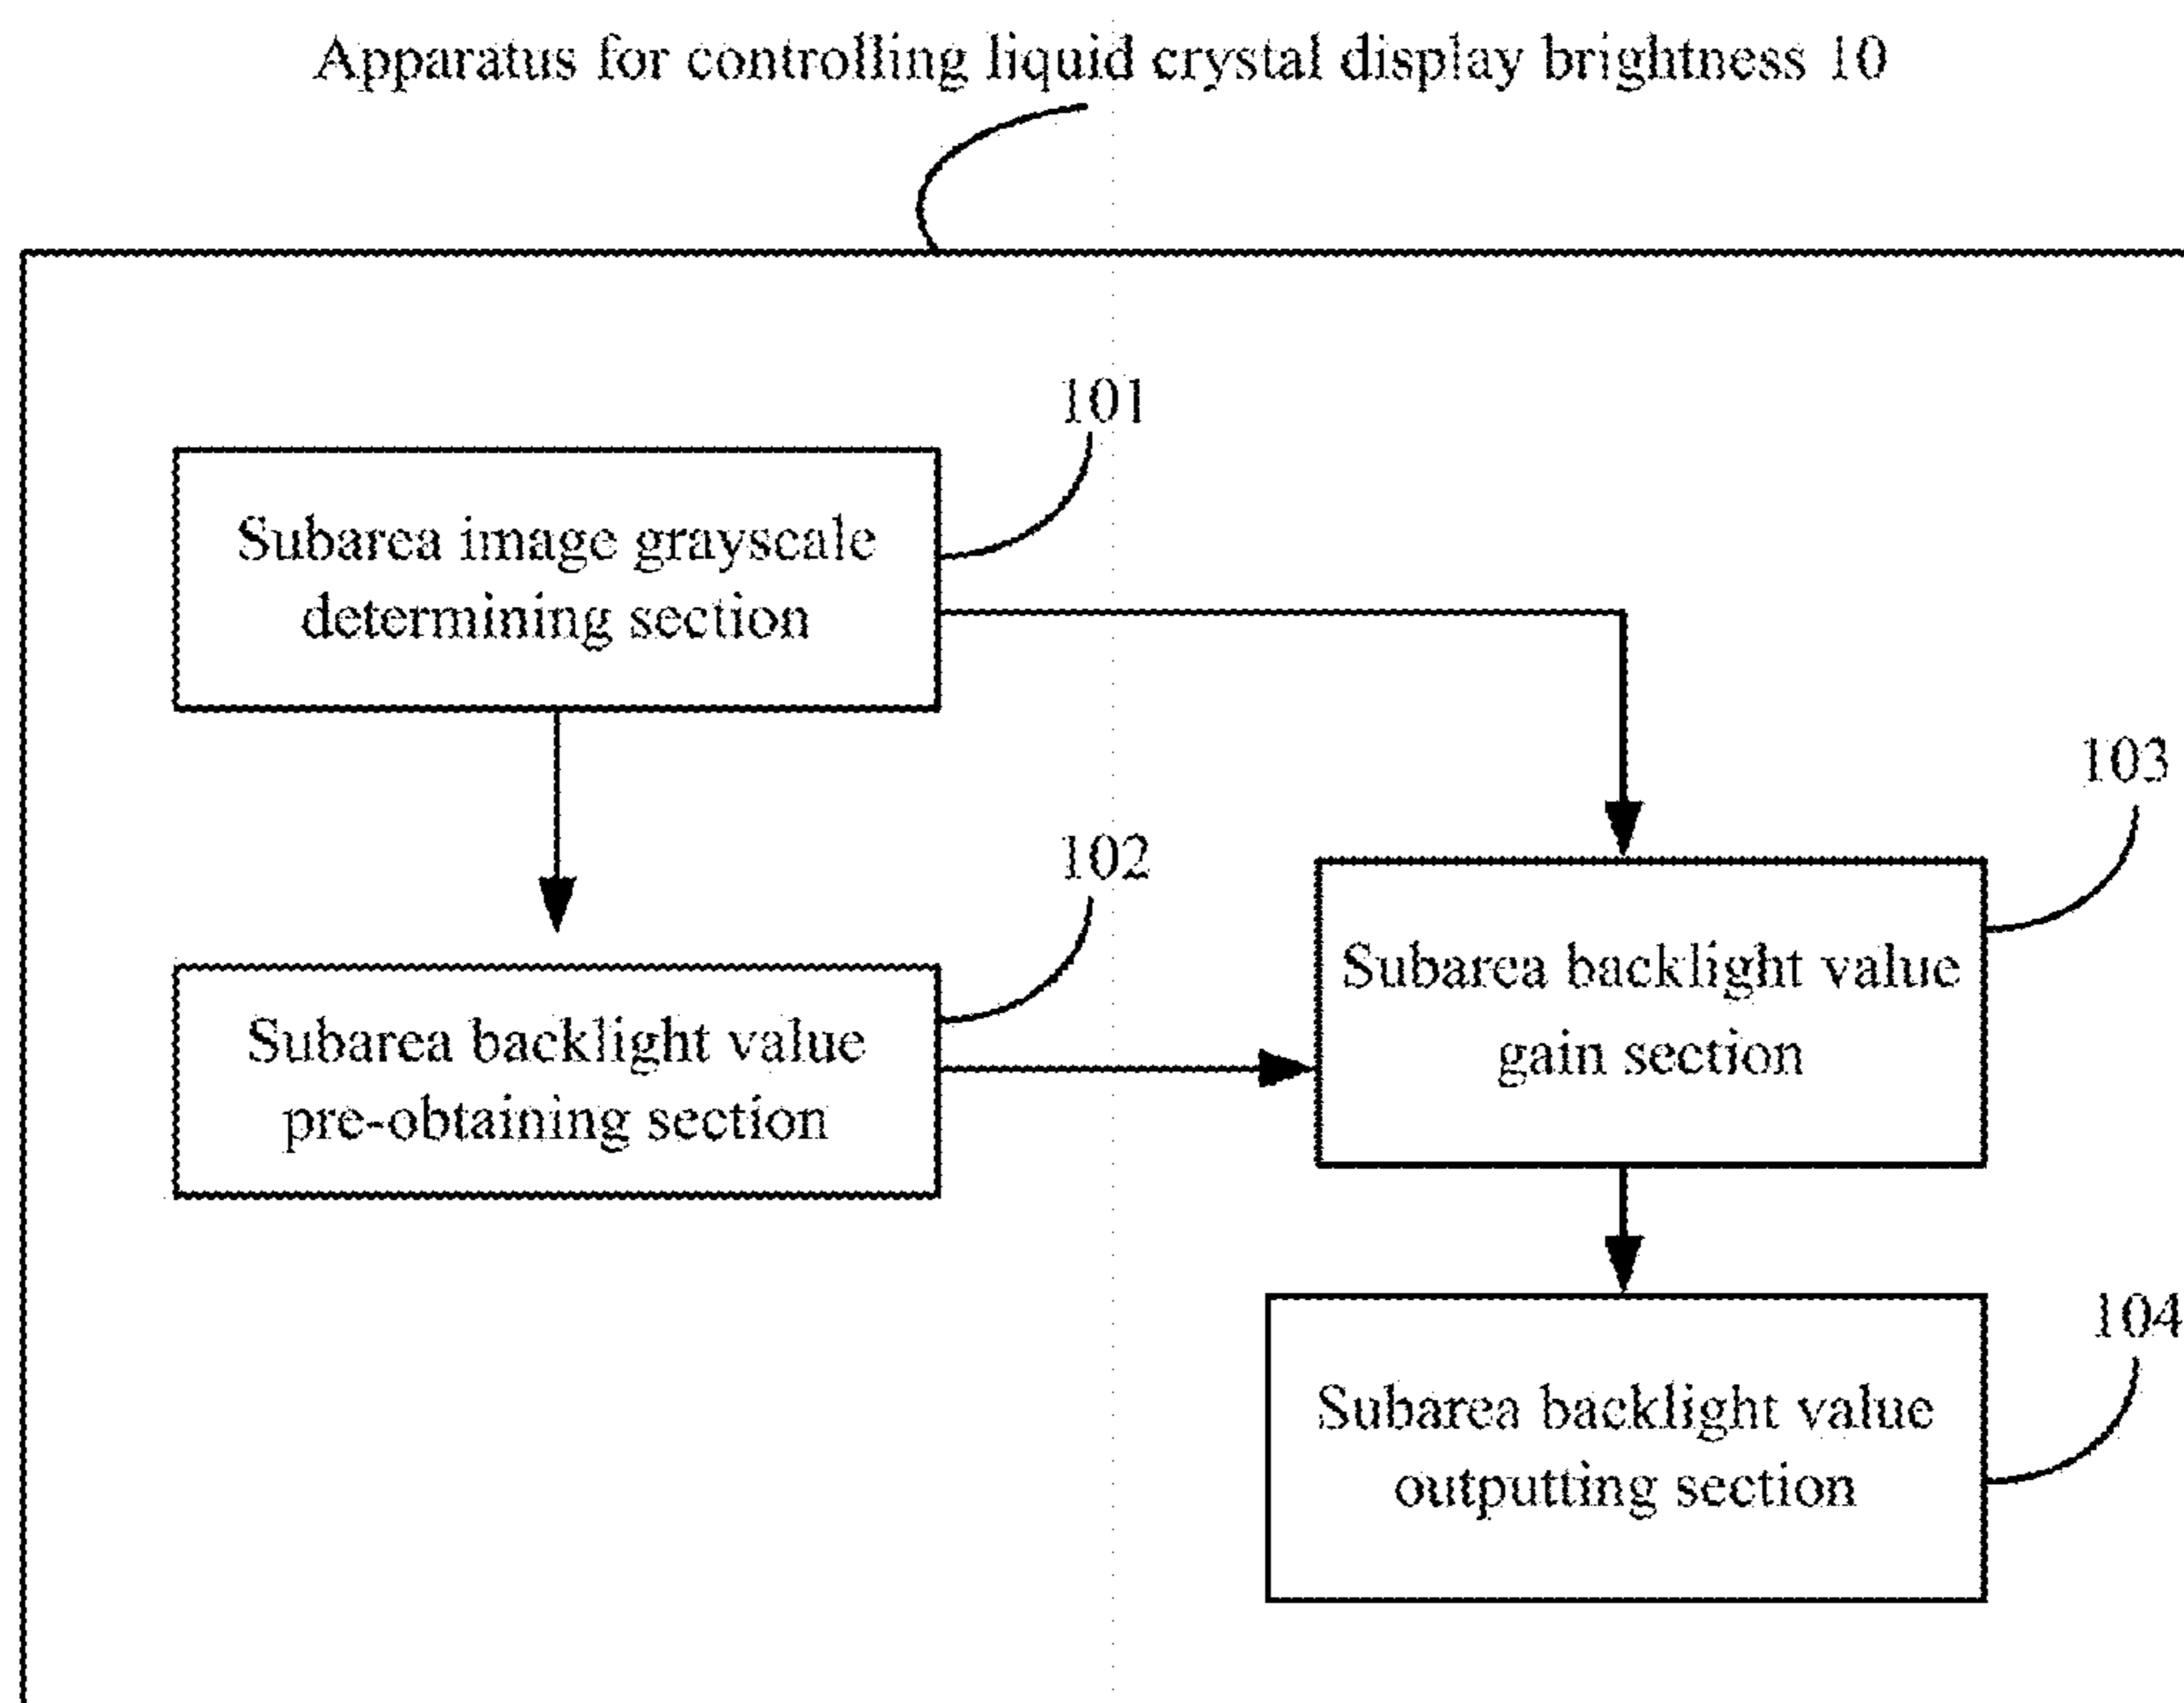 Apparatus for controlling liquid crystal display brightness 10
101
Subarea image grayscale
determining section
103
102
Subarea backlight value
gain section
Subarea backlight value
pre-obtaining section
104
Subarea backlight value
outputting section